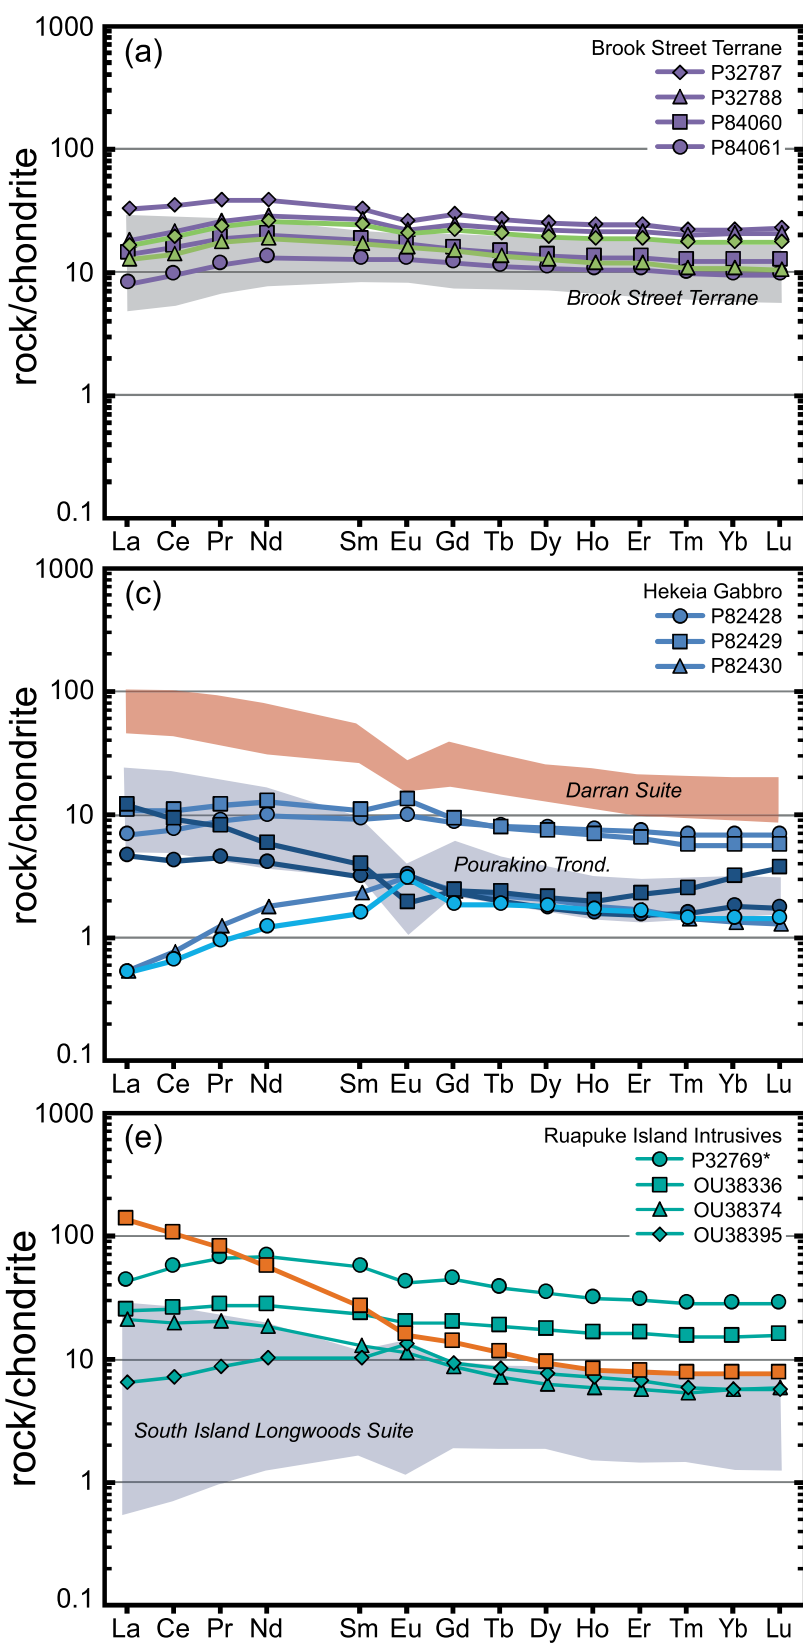 (a)
Brook Street Terrane
P32787
P32788
P84060
P84061
1000
100
10
1
0.1
rock/chondrite
Brook Street Terrane
La Ce Pr Nd Sm Eu Gd Tb Dy Ho Er Tm Yb Lu
(c)
Hekeia Gabbro
P82428
P82429
P82430
1000
100
10
1
0.1
rock/chondrite
Darran Suite
Pourakino Trond.
La Ce Pr Nd Sm Eu Gd Tb Dy Ho Er Tm Yb Lu
(e)
Ruapuke Island Intrusives
P32769*
OU38336
OU38374
OU38395
1000
100
10
1
0.1
rock/chondrite
South Island Longwoods Suite
La Ce Pr Nd Sm Eu Gd Tb Dy Ho Er Tm Yb Lu